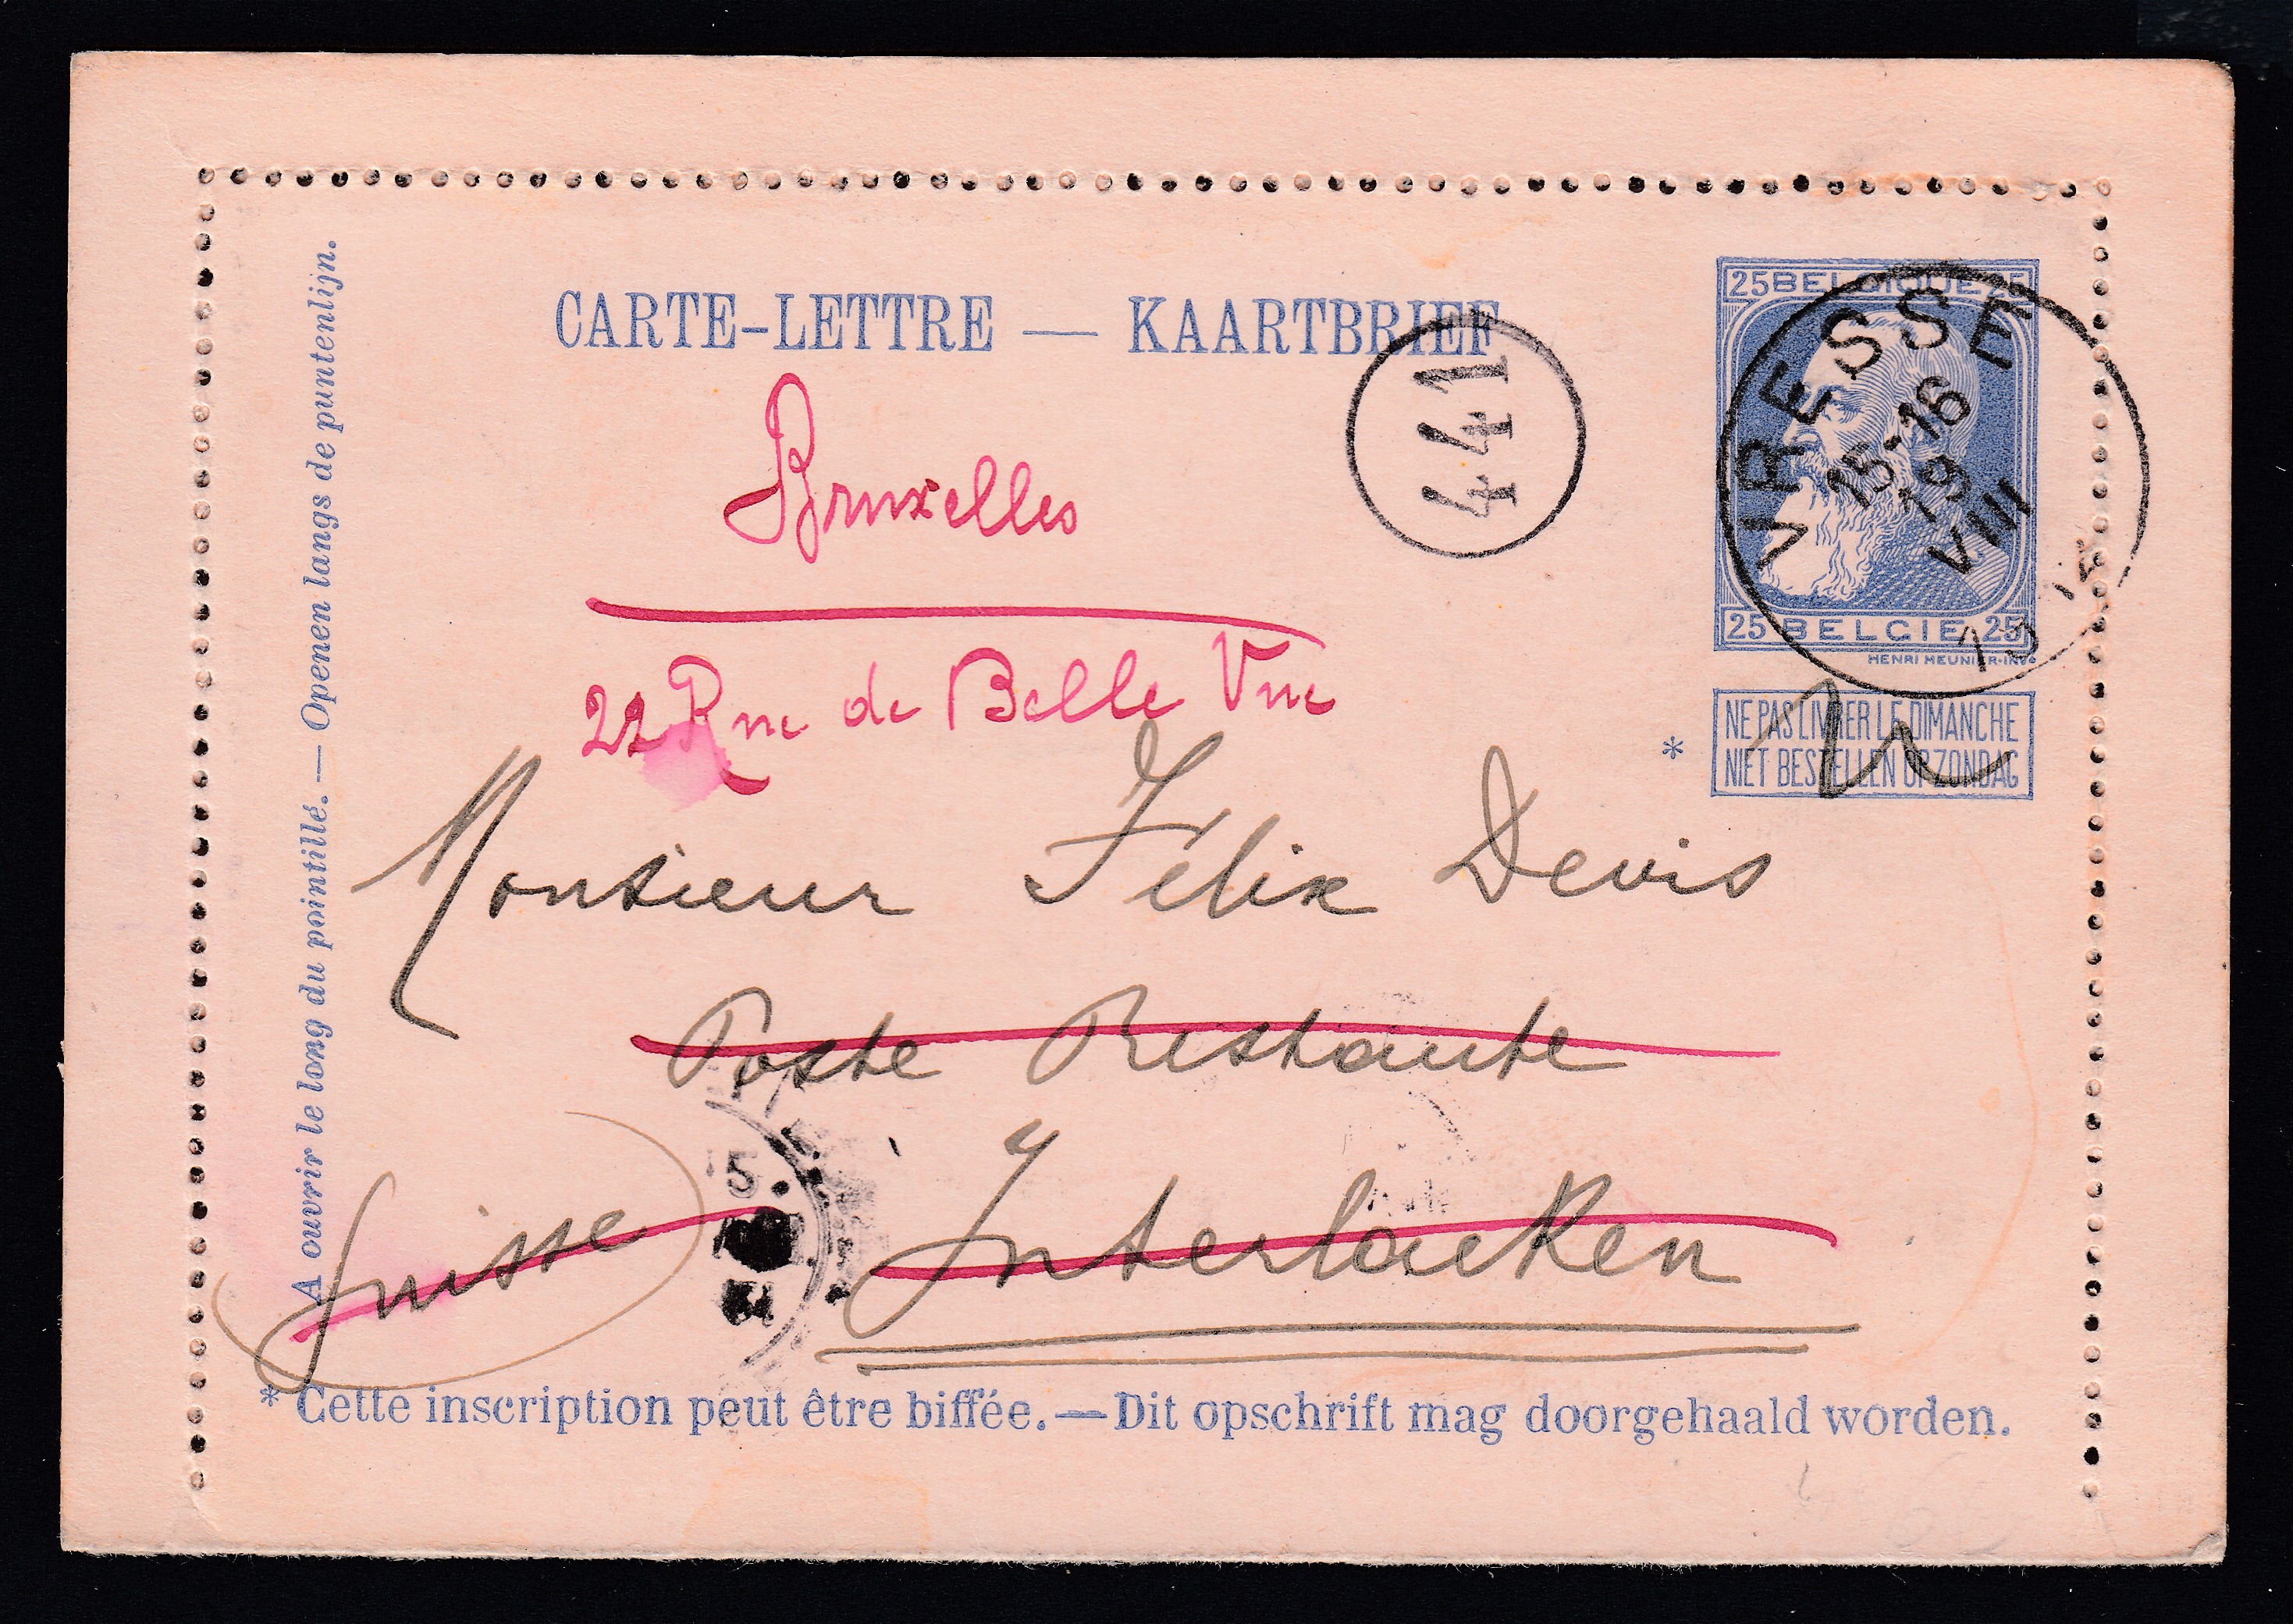 CARTE-LETTRE — KAARTBRIEF
25 BELGIQUE 25
VRESSE
15-16
19
VIII
25 BELGIE 25
HENRI MEUNIER-INV.
441
* NE PAS LIVRER LE DIMANCHE
NIET BESTELLEN OP ZONDAG
Bruxelles
22 Rue de Belle Vue
Monsieur Félix Devis
Poste Restante
Interlacken
Suisse
A ouvrir le long du pointillé. — Openen langs de puntenlijn.
* Cette inscription peut être biffée. — Dit opschrift mag doorgehaald worden.